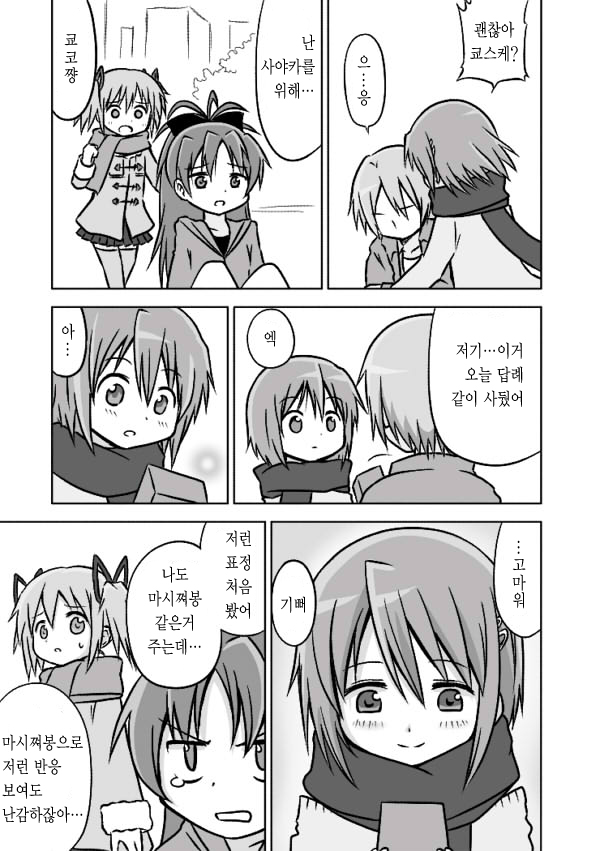 괜찮아
쿄스케?
으…응
난
사야카를
위해…
쿄코쨩
저기…이거
오늘 답례
같이 사뒀어
엑
아…
…고마워
기뻐
저런
표정
처음
봤어
나도
마시쪄봉
같은거
주는데…
마시쪄봉으로
저런 반응
보여도
난감하잖아…